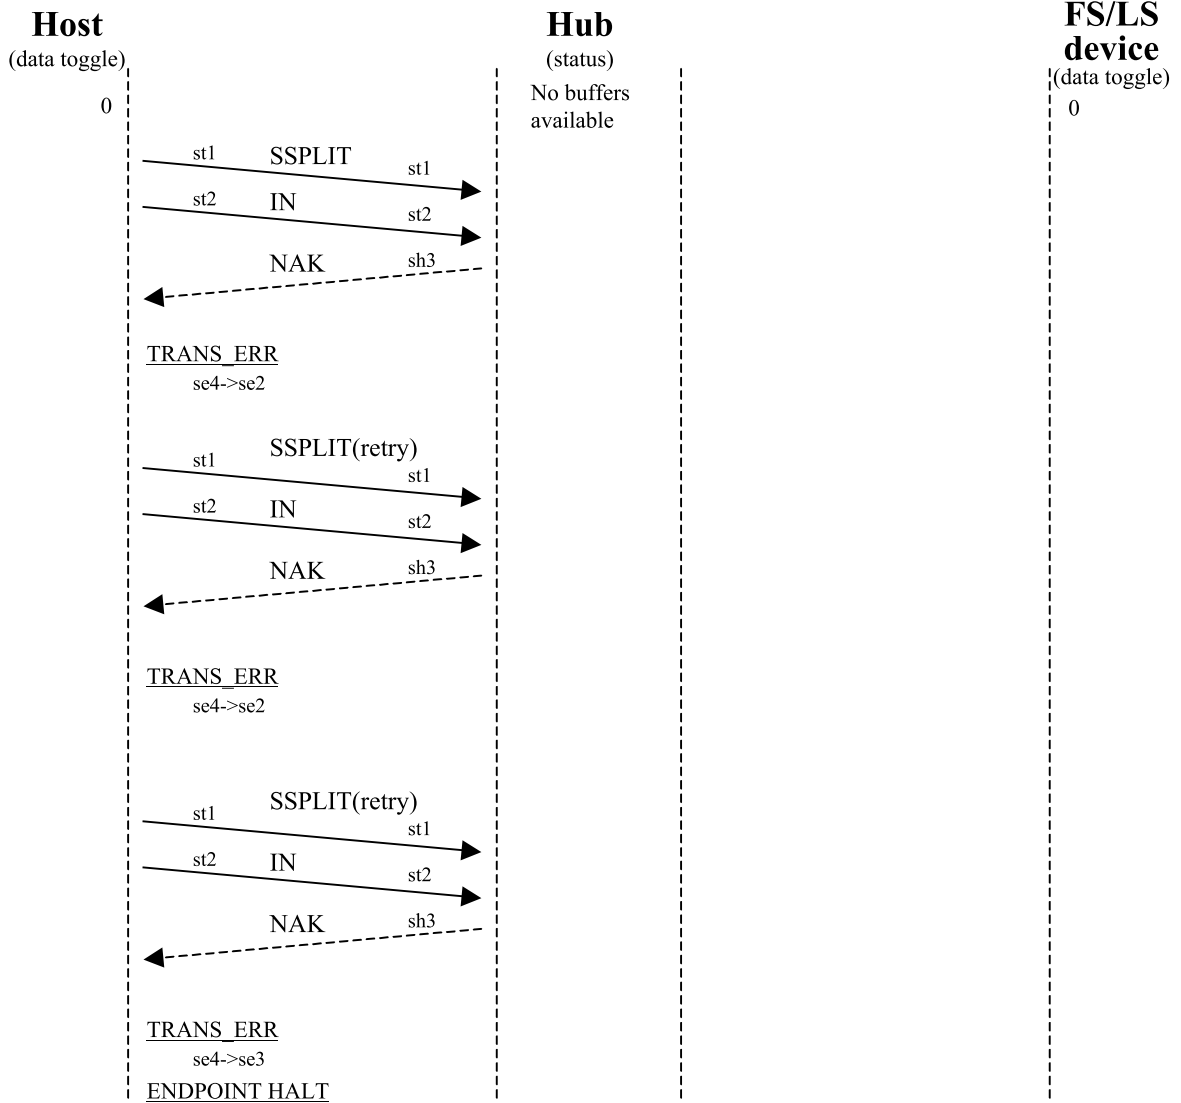 Host
(data toggle)
Hub
(status)
FS/LS
device
(data toggle)
0
No buffers
available
0
st1 SSPLIT st1
st2 IN st2
NAK sh3
TRANS_ERR
se4->se2
SSPLIT(retry)
st1 st1
st2 IN st2
NAK sh3
TRANS_ERR
se4->se2
SSPLIT(retry)
st1 st1
st2 IN st2
NAK sh3
TRANS_ERR
se4->se3
ENDPOINT HALT